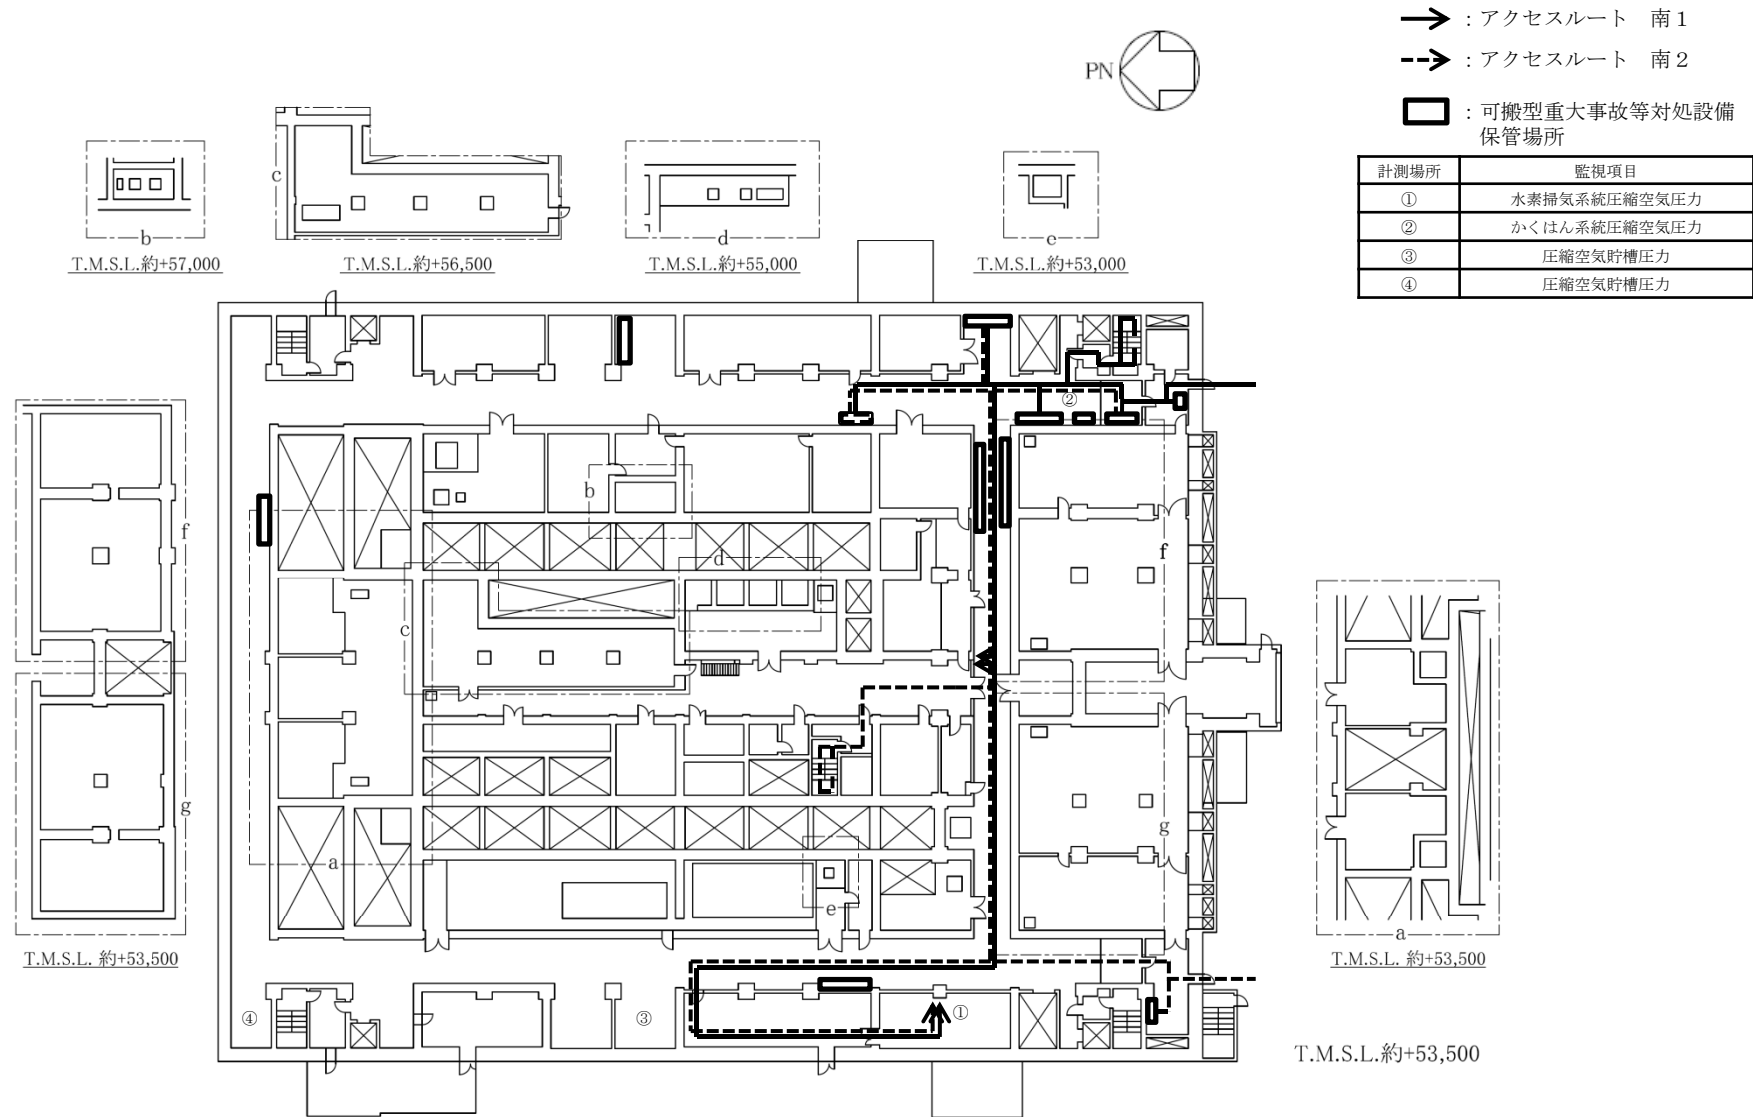 ：アクセスルート　南１
：アクセスルート　南２
：可搬型重大事故等対処設備
保管場所
PN
計測場所 監視項目
① 水素掃気系統圧縮空気圧力
② かくはん系統圧縮空気圧力
③ 圧縮空気貯槽圧力
④ 圧縮空気貯槽圧力
b
T.M.S.L.約+57,000
c
T.M.S.L.約+56,500
d
T.M.S.L.約+55,000
e
T.M.S.L.約+53,000
f
g
T.M.S.L. 約+53,500
②
b
d
c
f
a
e
g
④
③
①
a
T.M.S.L. 約+53,500
T.M.S.L.約+53,500